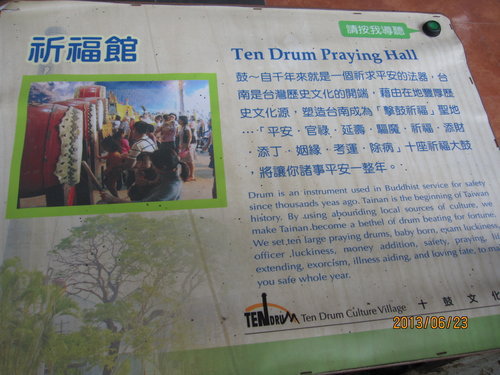 請按我導聽
祈福館
Ten Drum Praying Hall
鼓～自千年來就是一個祈求平安的法器，台
南是台灣歷史文化的開端，藉由在地豐厚歷
史文化源，塑造台南成為「擊鼓祈福」聖地
…「平安．官祿．延壽．驅魔．祈福．添財
．添丁．姻緣．考運．除病」十座祈福大鼓
，將讓你諸事平安一整年。
Drum is an instrument used in Buddhist service for safety
since thousands yeas ago. Tainan is the beginning of Taiwan
history. By using abounding local sources of culture, we
make Tainan become a bethel of drum beating for fortune.
We set ten large praying drums, baby born, exam luckiness,
officer luckiness, money addition, safety, praying,
extending, exorcism, illness aiding, and loving fate, to
you safe whole year.
TEN DRUM Ten Drum Culture Village 十鼓文化
2013/06/23